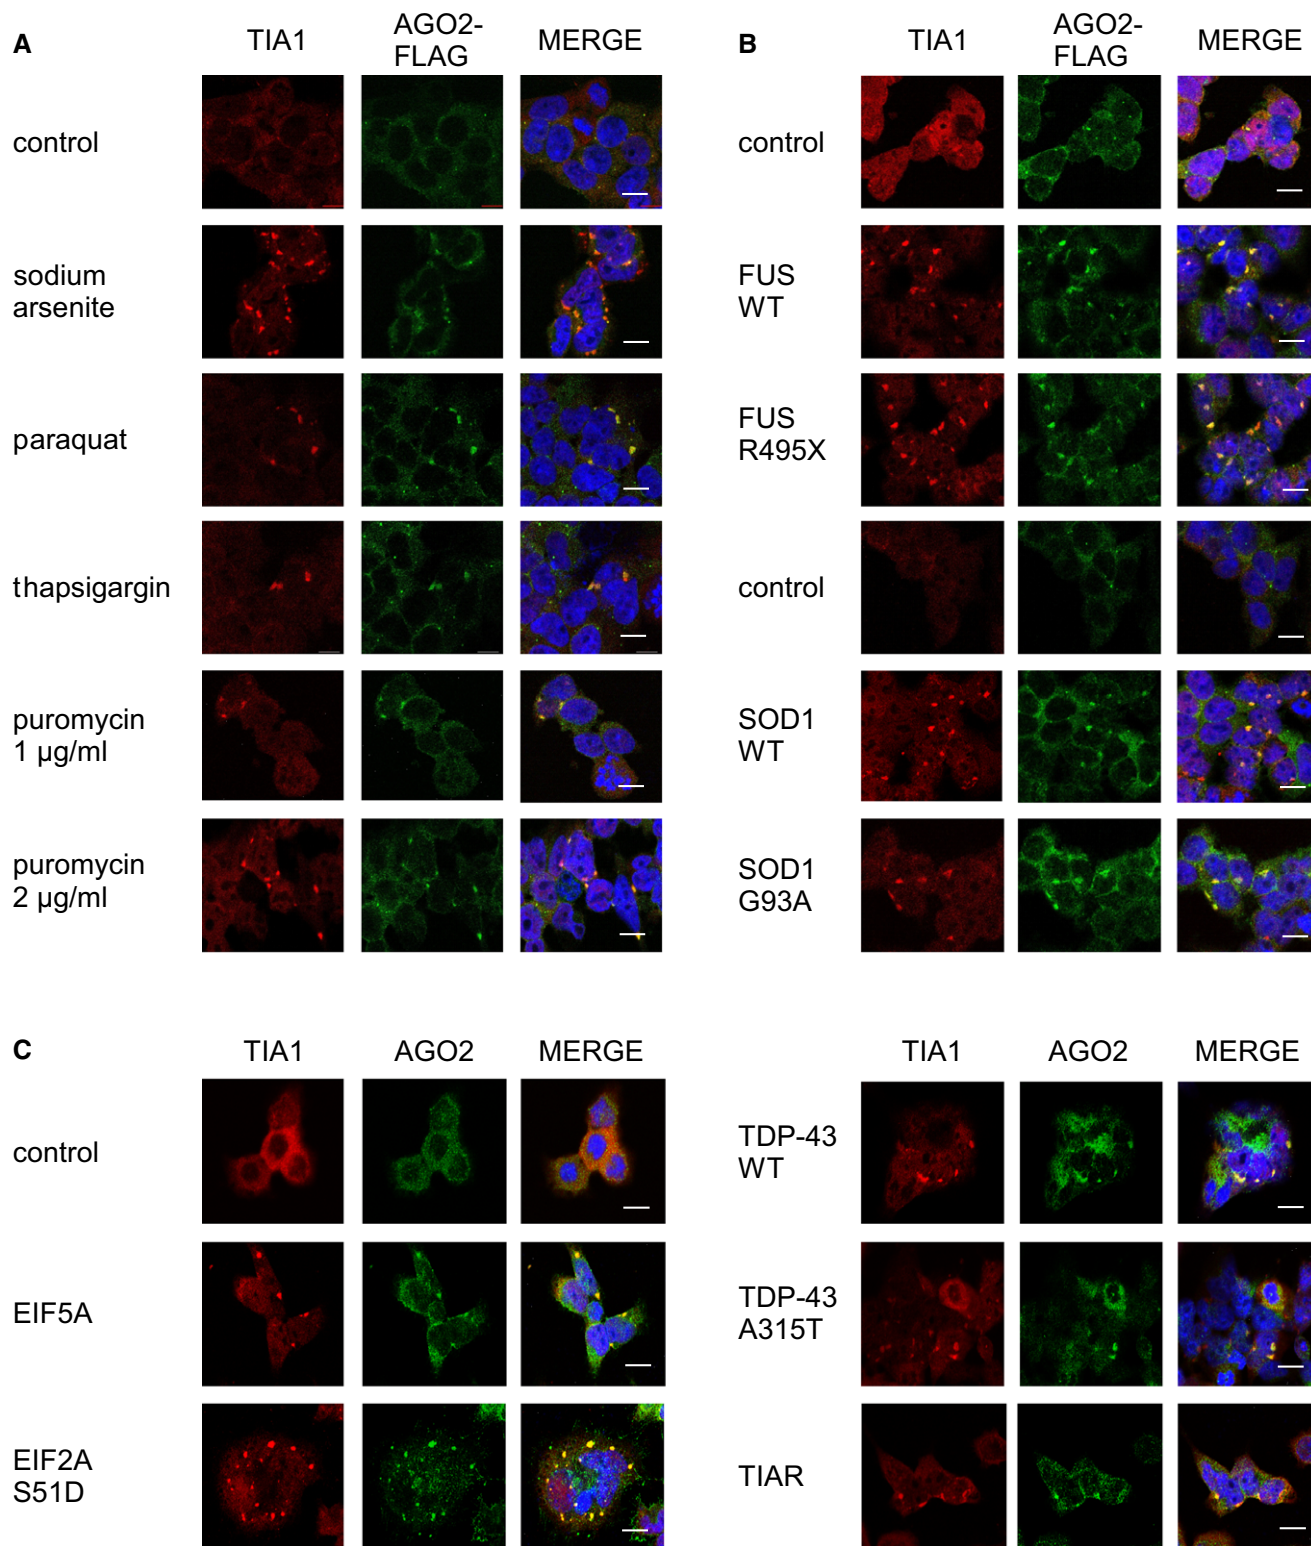 A
TIA1
AGO2-
FLAG
MERGE
control
sodium
arsenite
paraquat
thapsigargin
puromycin
1 µg/ml
puromycin
2 µg/ml
B
TIA1
AGO2-
FLAG
MERGE
control
FUS
WT
FUS
R495X
control
SOD1
WT
SOD1
G93A
C
TIA1
AGO2
MERGE
control
EIF5A
EIF2A
S51D
TIA1
AGO2
MERGE
TDP-43
WT
TDP-43
A315T
TIAR